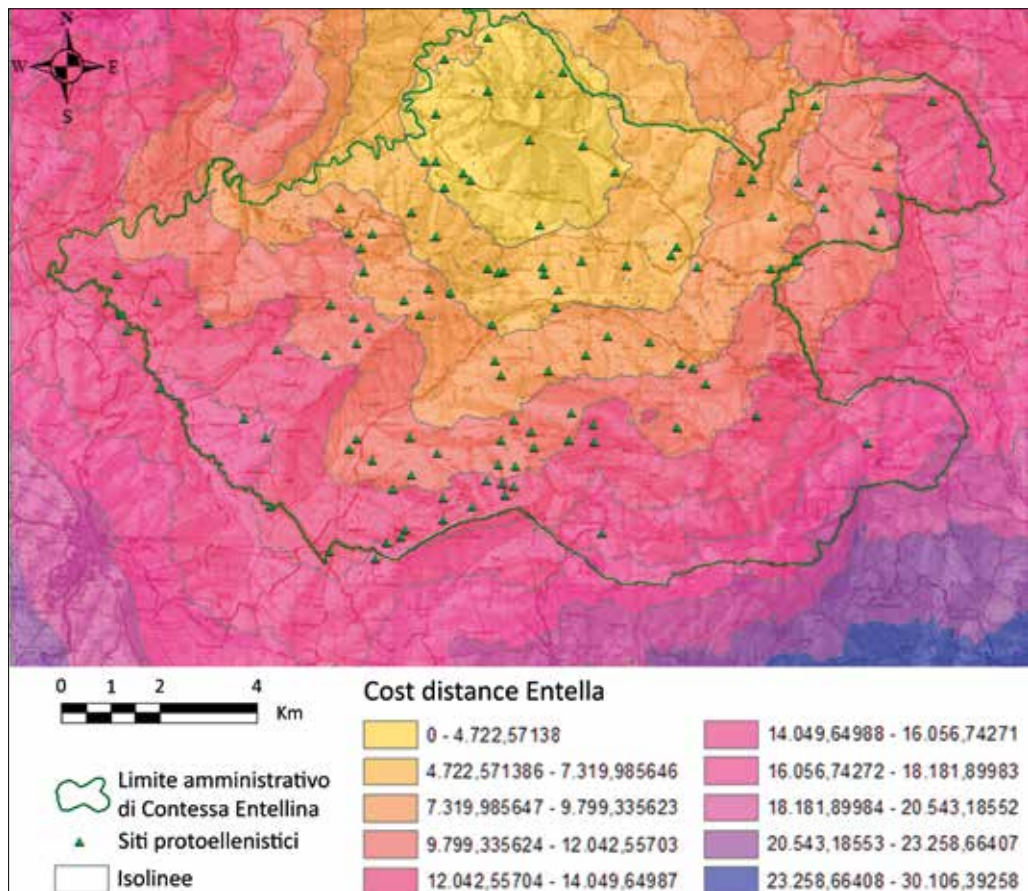 N
W E
S
0 1 2 4
Km
Limite amministrativo
di Contessa Entellina
Siti protoellenistici
Isolinee
Cost distance Entella
0 - 4.722,57138
4.722,571386 - 7.319,985646
7.319,985647 - 9.799,335623
9.799,335624 - 12.042,55703
12.042,55704 - 14.049,64987
14.049,64988 - 16.056,74271
16.056,74272 - 18.181,89983
18.181,89984 - 20.543,18552
20.543,18553 - 23.258,66407
23.258,66408 - 30.106,39258